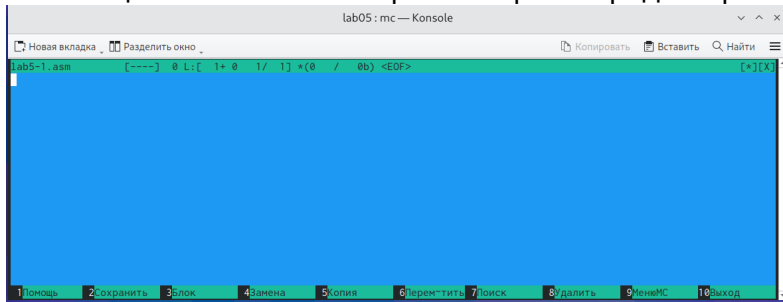 lab05 : mc — Konsole
Новая вкладка Разделить окно Копировать Вставить Найти
lab5-1.asm [----] 0 L:[ 1+ 0 1/ 1] *(0 / 0b) <EOF> [*][X]
1Помощь 2Сохранить 3Блок 4Замена 5Копия 6Перем~тить 7Поиск 8Удалить 9МенюMC 10Выход